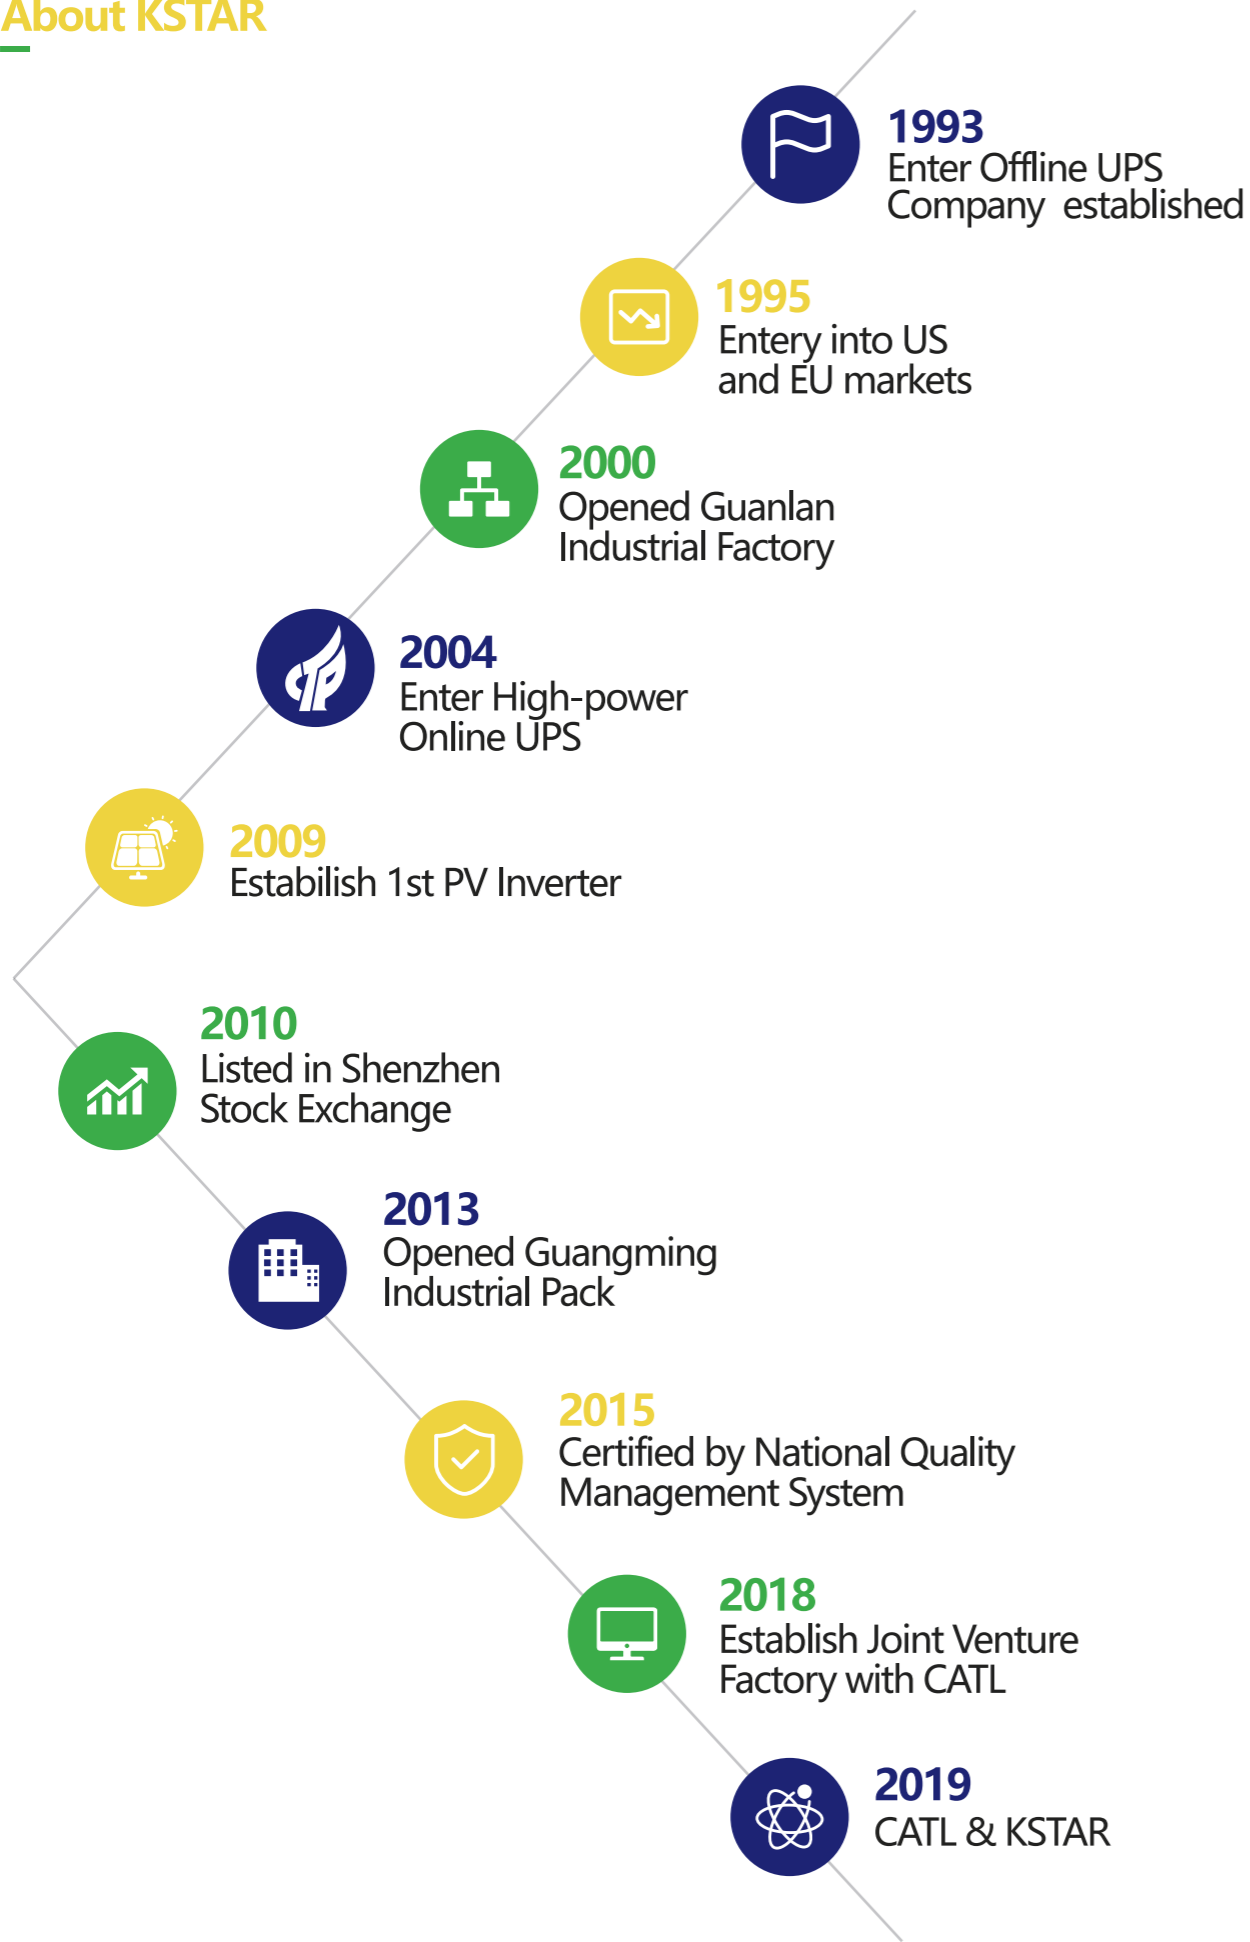 About KSTAR
1993
Enter Offline UPS
Company established
1995
Entery into US
and EU markets
2000
Opened Guanlan
Industrial Factory
2004
Enter High-power
Online UPS
2009
Estabilish 1st PV Inverter
2010
Listed in Shenzhen
Stock Exchange
2013
Opened Guangming
Industrial Pack
2015
Certified by National Quality
Management System
2018
Establish Joint Venture
Factory with CATL
2019
CATL & KSTAR